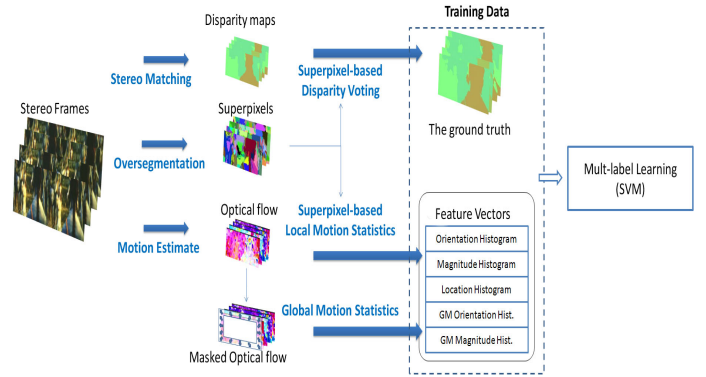 Training Data
Disparity maps
Stereo Matching
Superpixel-based
Disparity Voting
Stereo Frames
Superpixels
The ground truth
Oversegmentation
Mult-label Learning
(SVM)
Optical flow
Superpixel-based
Local Motion Statistics
Feature Vectors
Motion Estimate
Orientation Histogram
Magnitude Histogram
Location Histogram
Global Motion Statistics
GM Orientation Hist.
GM Magnitude Hist.
Masked Optical flow